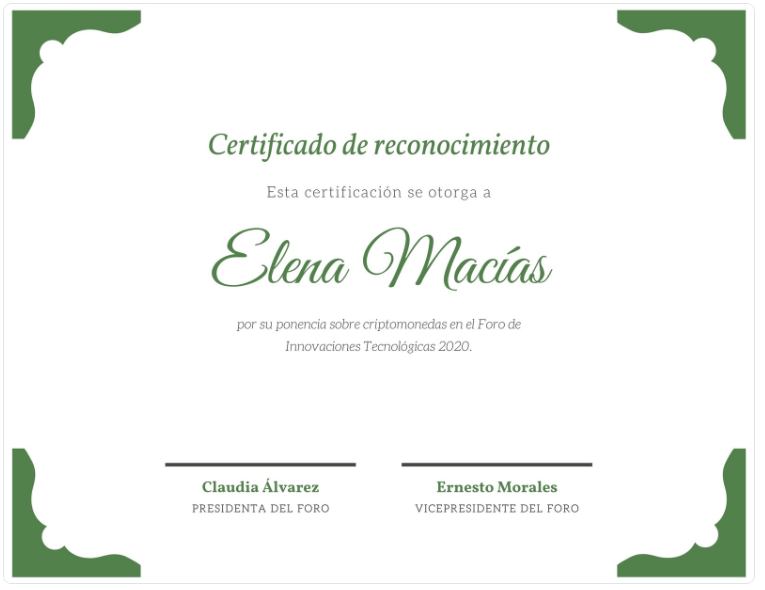 Certificado de reconocimiento
Esta certificación se otorga a
Elena Macías
por su ponencia sobre criptomonedas en el Foro de
Innovaciones Tecnológicas 2020.
Claudia Álvarez
PRESIDENTA DEL FORO
Ernesto Morales
VICEPRESIDENTE DEL FORO